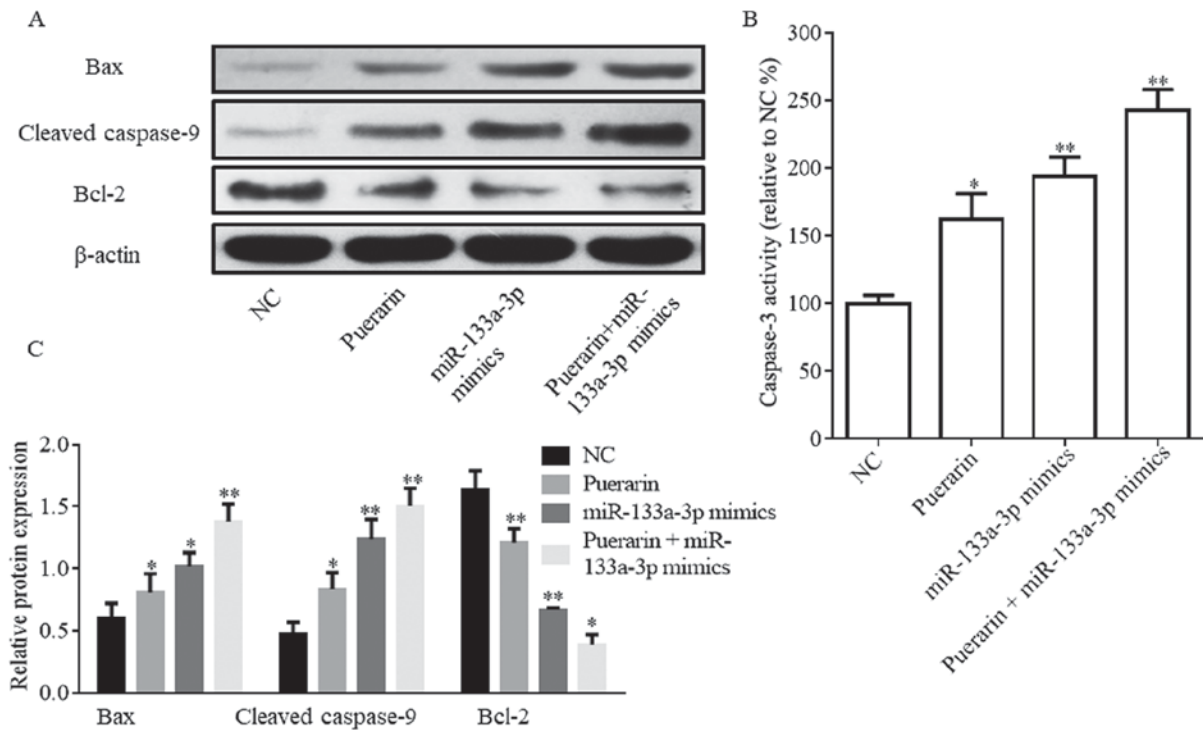 A
Bax
Cleaved caspase-9
Bcl-2
β-actin
NC
Puerarin
miR-133a-3p
mimics
Puerarin+miR-
133a-3p mimics
B
Caspase-3 activity (relative to NC %)
300
250
200
150
100
50
0
**
**
*
NC
Puerarin
miR-133a-3p mimics
Puerarin + miR-133a-3p mimics
C
Relative protein expression
2.0
1.5
1.0
0.5
0.0
*
*
**
*
**
**
**
**
*
NC
Puerarin
miR-133a-3p mimics
Puerarin + miR-
133a-3p mimics
Bax
Cleaved caspase-9
Bcl-2